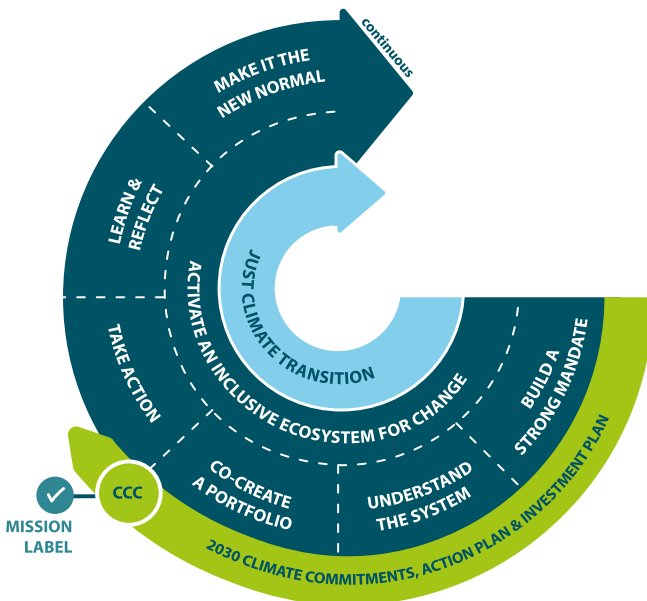 continuous
MAKE IT THE
NEW NORMAL
LEARN &
REFLECT
TAKE ACTION
CO-CREATE
A PORTFOLIO
UNDERSTAND
THE SYSTEM
BUILD A
STRONG MANDATE
ACTIVATE AN INCLUSIVE ECOSYSTEM FOR CHANGE
JUST CLIMATE TRANSITION
2030 CLIMATE COMMITMENTS, ACTION PLAN & INVESTMENT PLAN
CCC
MISSION
LABEL